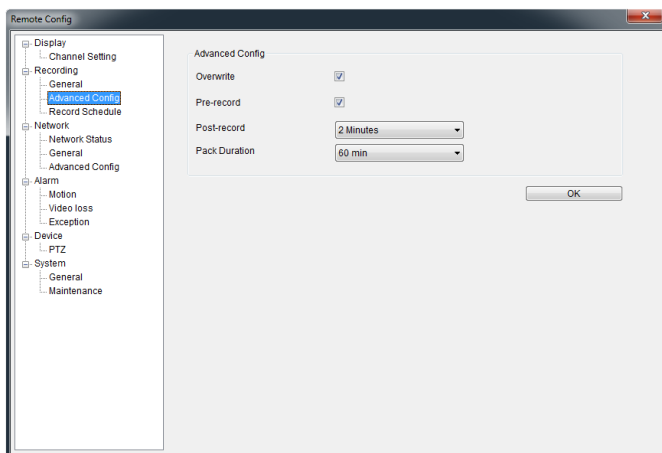 Remote Config
Display
Channel Setting
Recording
General
Advanced Config
Record Schedule
Network
Network Status
General
Advanced Config
Alarm
Motion
Video loss
Exception
Device
PTZ
System
General
Maintenance
Advanced Config
Overwrite
Pre-record
Post-record 2 Minutes
Pack Duration 60 min
OK